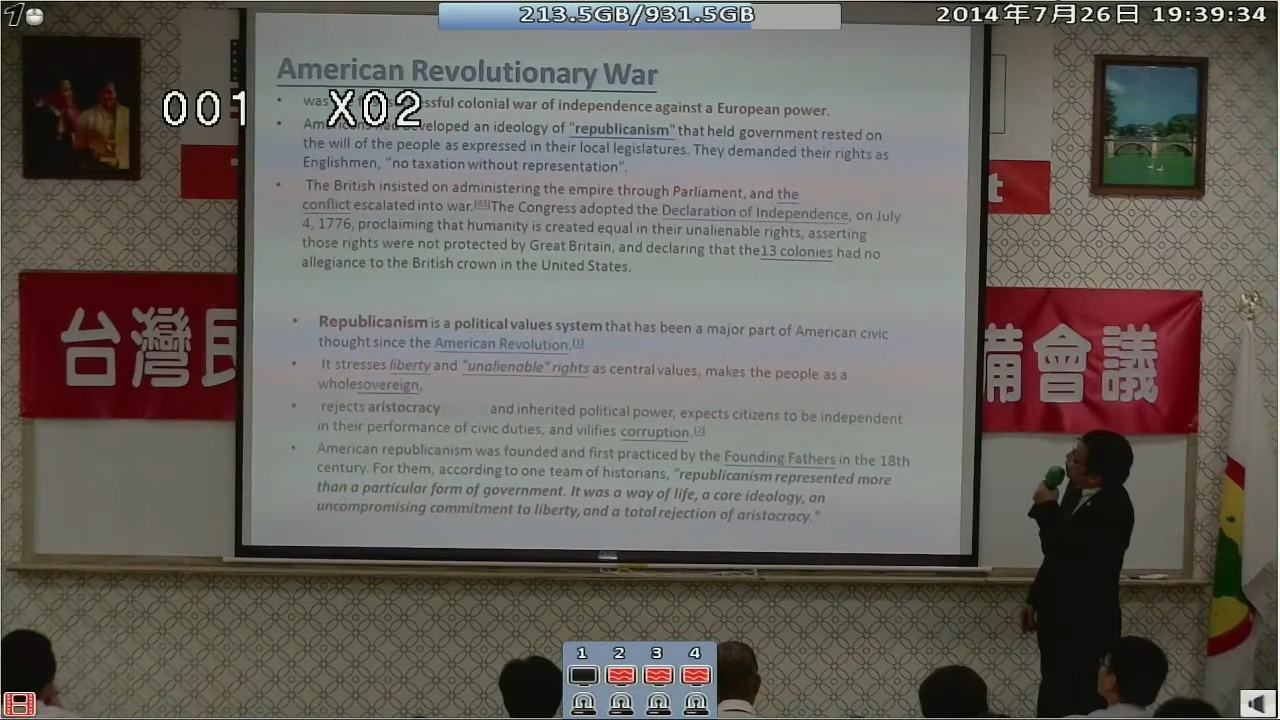 213.5GB/931.5GB
2014年7月26日 19:39:34
1
American Revolutionary War
001 X02
• was ssful colonial war of independence against a European power.
• developed an ideology of "republicanism" that held government rested on
the will of the people as expressed in their local legislatures. They demanded their rights as
Englishmen, "no taxation without representation".
• The British insisted on administering the empire through Parliament, and the
conflict escalated into war. The Congress adopted the Declaration of Independence, on July
4, 1776, proclaiming that humanity is created equal in their unalienable rights, asserting
those rights were not protected by Great Britain, and declaring that the13 colonies had no
allegiance to the British crown in the United States.
t
• Republicanism is a political values system that has been a major part of American civic
thought since the American Revolution.[1]
• It stresses liberty and "unalienable" rights as central values, makes the people as a
wholesovereign,
• rejects aristocracy and inherited political power, expects citizens to be independent
in their performance of civic duties, and vilifies corruption.[2]
• American republicanism was founded and first practiced by the Founding Fathers in the 18th
century. For them, according to one team of historians, "republicanism represented more
than a particular form of government. It was a way of life, a core ideology, an
uncompromising commitment to liberty, and a total rejection of aristocracy."
台灣民 備會議
1 2 3 4